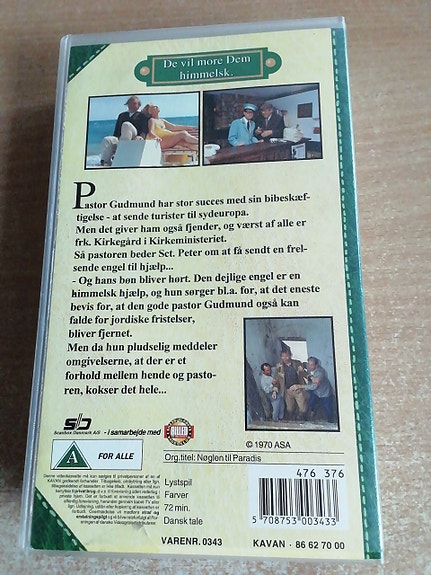 De vil more Dem
himmelsk.
Pastor Gudmund har stor succes med sin bibeskæf-
tigelse - at sende turister til sydeuropa.
Men det giver ham også fjender, og værst af alle er
frk. Kirkegård i Kirkeministeriet.
Så pastoren beder Sct. Peter om at få sendt en frel-
sende engel til hjælp...
- Og hans bøn bliver hørt. Den dejlige engel er en
himmelsk hjælp, og hun sørger bl.a. for, at det eneste
bevis for, at den gode pastor Gudmund også kan
falde for jordiske fristelser,
bliver fjernet.
Men da hun pludselig meddeler
omgivelserne, at der er et
forhold mellem hende og pasto-
ren, kokser det hele...
Scanbox Danmark A/S
- i samarbejde med
© 1970 ASA
A
FOR ALLE
Org.titel: Nøglen til Paradis
Lystspil
Farver
72 min.
Dansk tale
476 376
5 708753 003433
VARENR. 0343
KAVAN · 86 62 70 00